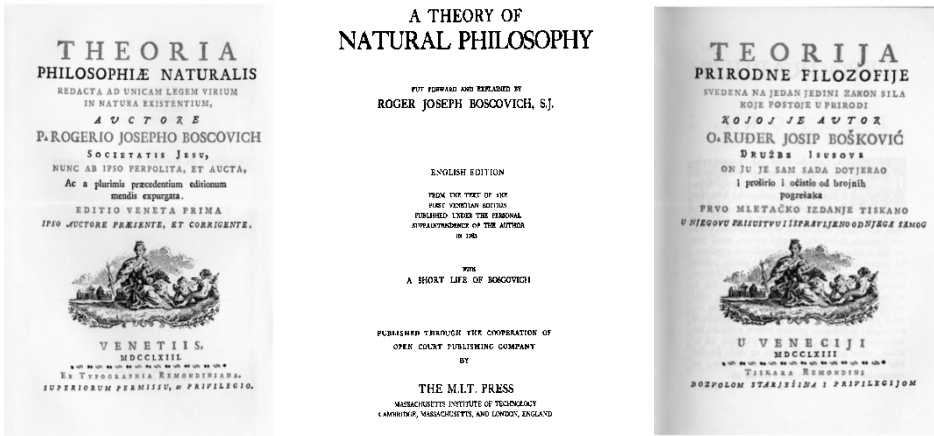 THEORIA
PHILOSOPHIÆ NATURALIS
REDACTA AD UNICAM LEGEM VIRIUM
IN NATURA EXISTENTIUM,
AUCTORE
P. ROGERIO JOSEPHO BOSCOVICH
SOCIETATIS JESU,
NUNC AB IPSO PERPOLITA, ET AUCTA,
Ac a plurimis præcedentium editionum
mendis expurgata.
EDITIO VENETA PRIMA
IPSO AUCTORE PRÆSENTE, ET CORRIGENTE.
VENETIIS,
MDCCLXIII.
EX TYPOGRAPHIA REMONDINIANA.
SUPERIORUM PERMISSU, ac PRIVILEGIO.
A THEORY OF
NATURAL PHILOSOPHY
PUT FORWARD AND EXPLAINED BY
ROGER JOSEPH BOSCOVICH, S.J.
ENGLISH EDITION
FROM THE TEXT OF THE
FIRST VENETIAN EDITION
PUBLISHED UNDER THE PERSONAL
SUPERINTENDENCE OF THE AUTHOR
IN 1763
WITH
A SHORT LIFE OF BOSCOVICH
PUBLISHED THROUGH THE COOPERATION OF
OPEN COURT PUBLISHING COMPANY
BY
THE M.I.T. PRESS
MASSACHUSETTS INSTITUTE OF TECHNOLOGY
CAMBRIDGE, MASSACHUSETTS, AND LONDON, ENGLAND
TEORIJA
PRIRODNE FILOZOFIJE
SVEDENA NA JEDAN JEDINI ZAKON SILA
KOJE POSTOJE U PRIRODI
KOJOJ JE AUTOR
O. RUĐER JOSIP BOŠKOVIĆ
DRUŽBE ISUSOVE
ON JU JE SAM SADA DOTJERAO
i proširio i očistio od brojnih
pogrešaka
PRVO MLETAČKO IZDANJE TISKANO
U NJEGOVU PRISUSTVU I ISPRAVLJENO OD NJEGA SAMOG
U VENECIJI
MDCCLXIII
TISKARA REMONDINI
DOZVOLOM STARJEŠINA I PRIVILEGIJOM